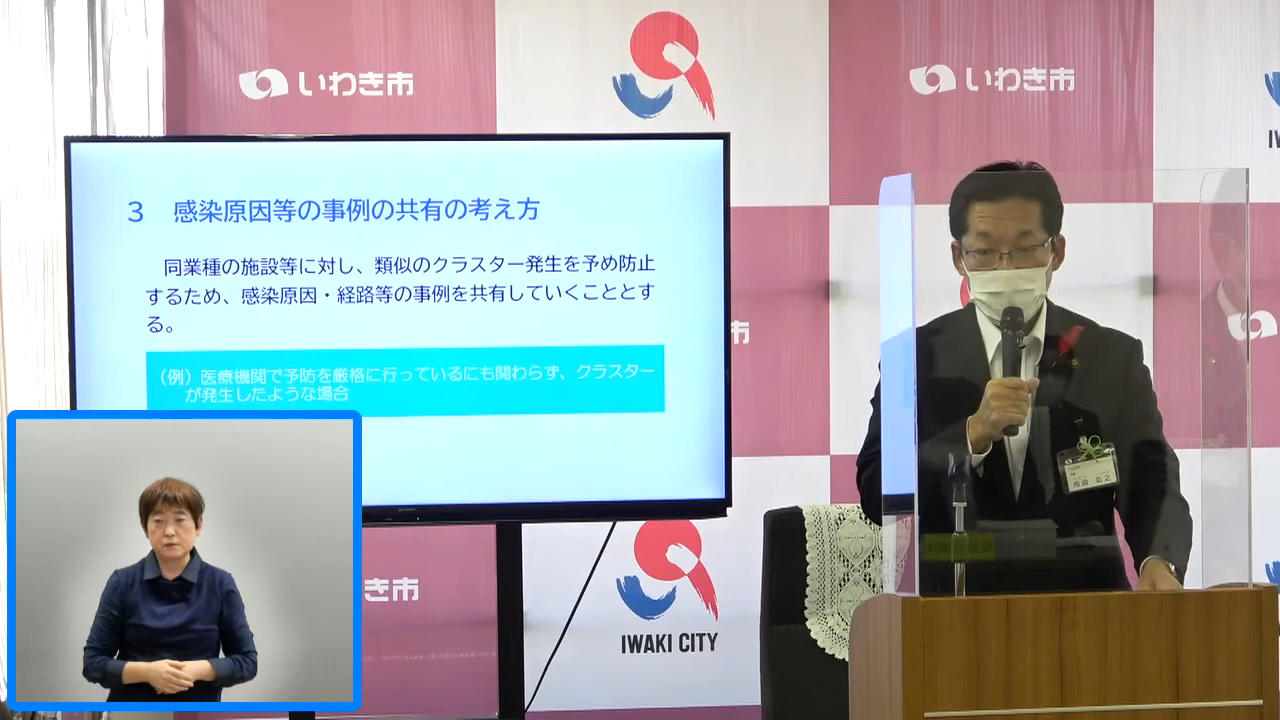 いわき市
いわき市
3 感染原因等の事例の共有の考え方
同業種の施設等に対し、類似のクラスター発生を予め防止
するため、感染原因・経路等の事例を共有していくこととす
る。
(例)医療機関で予防を厳格に行っているにも関わらず、クラスター
が発生したような場合
市
き市
IWAKI CITY